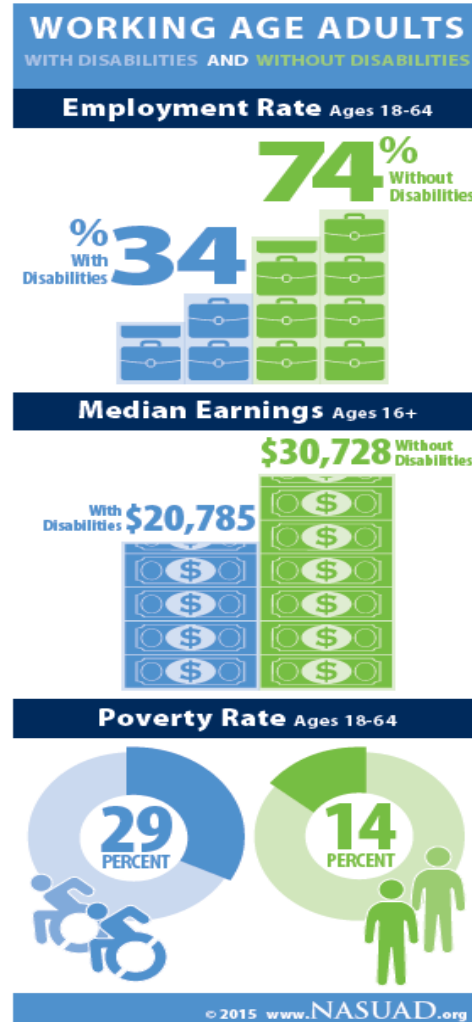 WORKING AGE ADULTS
WITH DISABILITIES AND WITHOUT DISABILITIES
Employment Rate Ages 18-64
74%
Without
Disabilities
%
With
Disabilities
34
Median Earnings Ages 16+
$30,728 Without
Disabilities
With
Disabilities
$20,785
Poverty Rate Ages 18-64
29
PERCENT
14
PERCENT
© 2015 www.NASUAD.org